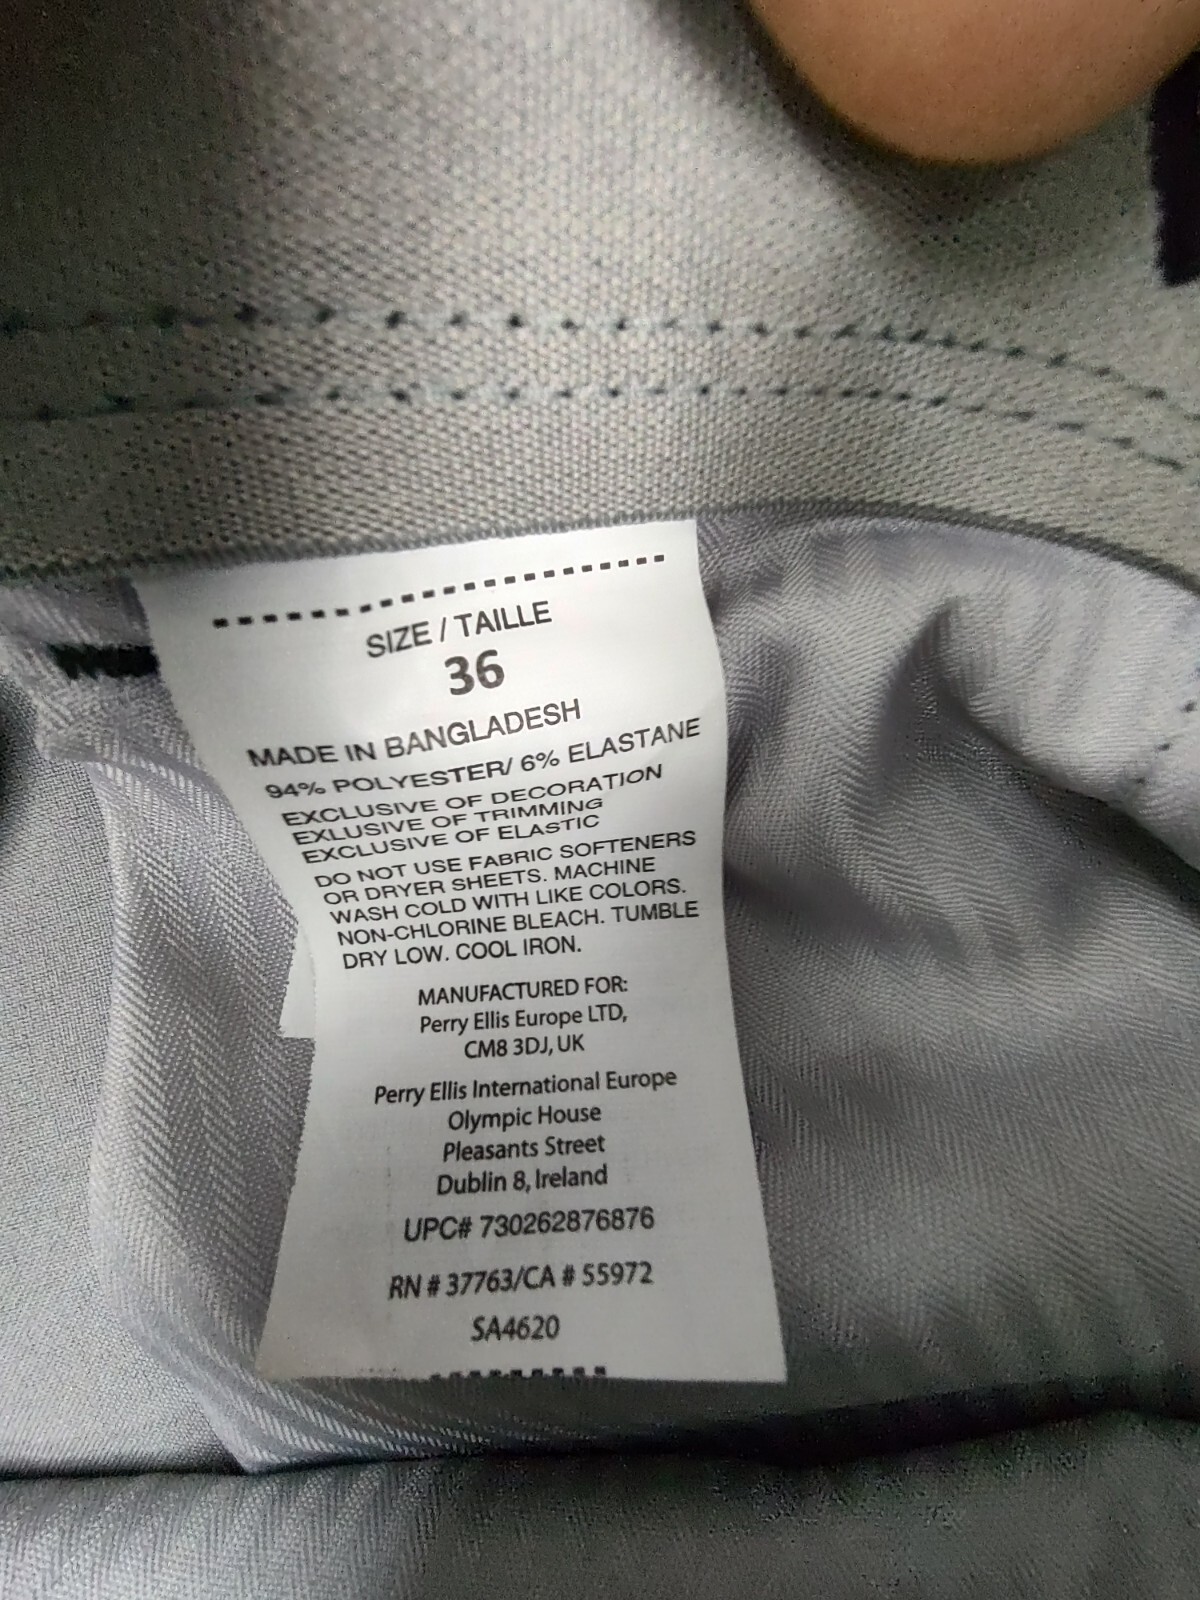 SIZE / TAILLE
36
MADE IN BANGLADESH
94% POLYESTER/ 6% ELASTANE
EXCLUSIVE OF DECORATION
EXLUSIVE OF TRIMMING
EXCLUSIVE OF ELASTIC
DO NOT USE FABRIC SOFTENERS
OR DRYER SHEETS. MACHINE
WASH COLD WITH LIKE COLORS.
NON-CHLORINE BLEACH. TUMBLE
DRY LOW. COOL IRON.
MANUFACTURED FOR:
Perry Ellis Europe LTD,
CM8 3DJ, UK
Perry Ellis International Europe
Olympic House
Pleasants Street
Dublin 8, Ireland
UPC# 730262876876
RN # 37763/CA # 55972
SA4620